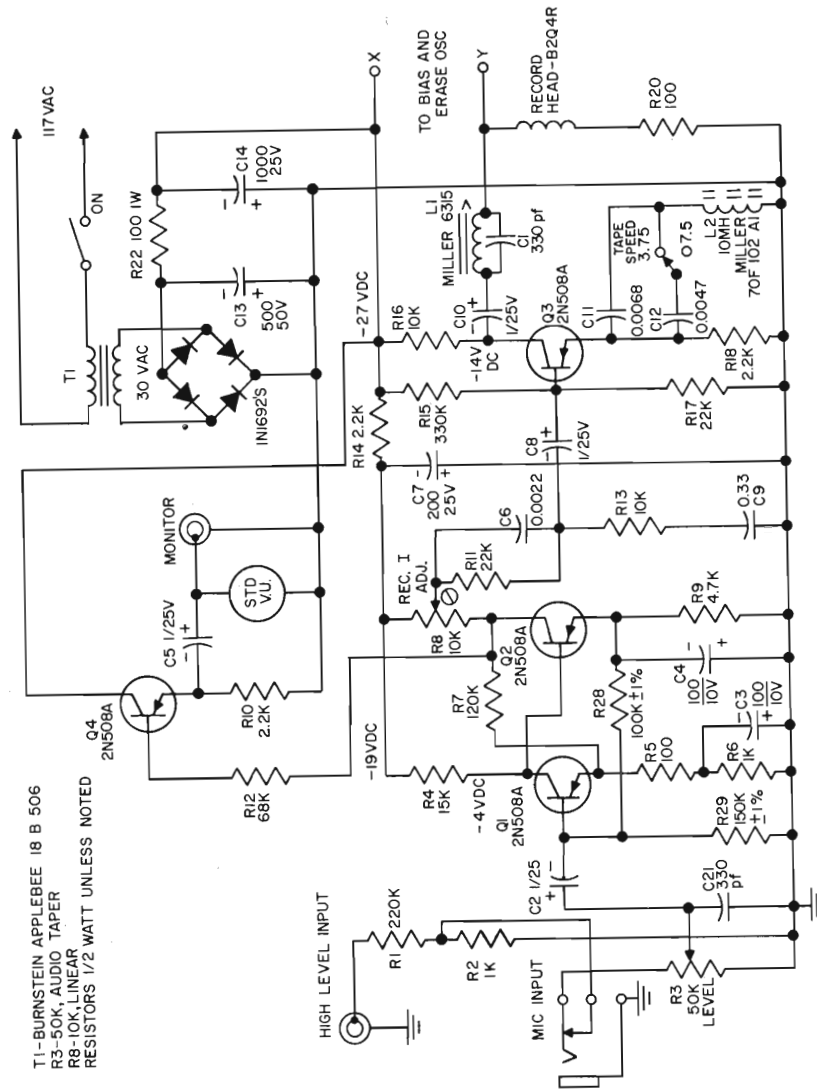 T1-BURNSTEIN APPLEBEE 18 B 506
R3-50K, AUDIO TAPER
R8-10K, LINEAR
RESISTORS 1/2 WATT UNLESS NOTED
117VAC
ON
T1
30 VAC
1N1692'S
R22 100 1W
C13
500
50V
-
+
C14
1000
25V
-
+
MONITOR
STD
V.U.
C5 1/25V
-
+
Q4
2N508A
R10
2.2K
R12
68K
-19VDC
-27VDC
X
TO BIAS AND
ERASE OSC
Y
RECORD
HEAD-B2Q4R
R20
100
L1
MILLER 6315
C1
330 pf
C10
1/25V
-
+
R16
10K
-14V
DC
Q3
2N508A
C11
0.0068
C12
0.0047
TAPE
SPEED
3.75
7.5
L2
10MH
MILLER
70F 102 A1
R18
2.2K
R14 2.2K
R15
330K
R17
22K
C7
200
25V
-
+
C8
1/25V
-
+
C6
0.0022
R13
10K
0.33
C9
REC. I
ADJ.
R8
10K
R11
22K
Q2
2N508A
R9
4.7K
R7
120K
R28
100K ±1%
C4
100
10V
-
+
C3
100
10V
-
+
R4
15K
-4VDC
Q1
2N508A
R5
100
R6
1K
R29
150K
±1%
C2 1/25
+
-
C21
330
pf
HIGH LEVEL INPUT
R1
220K
R2
1K
MIC INPUT
R3
50K
LEVEL